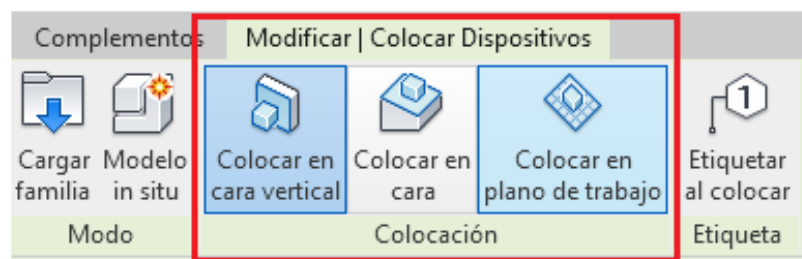 Complementos
Modificar | Colocar Dispositivos
Cargar familia
Modelo in situ
Colocar en cara vertical
Colocar en cara
Colocar en plano de trabajo
1
Etiquetar al colocar
Modo
Colocación
Etiqueta